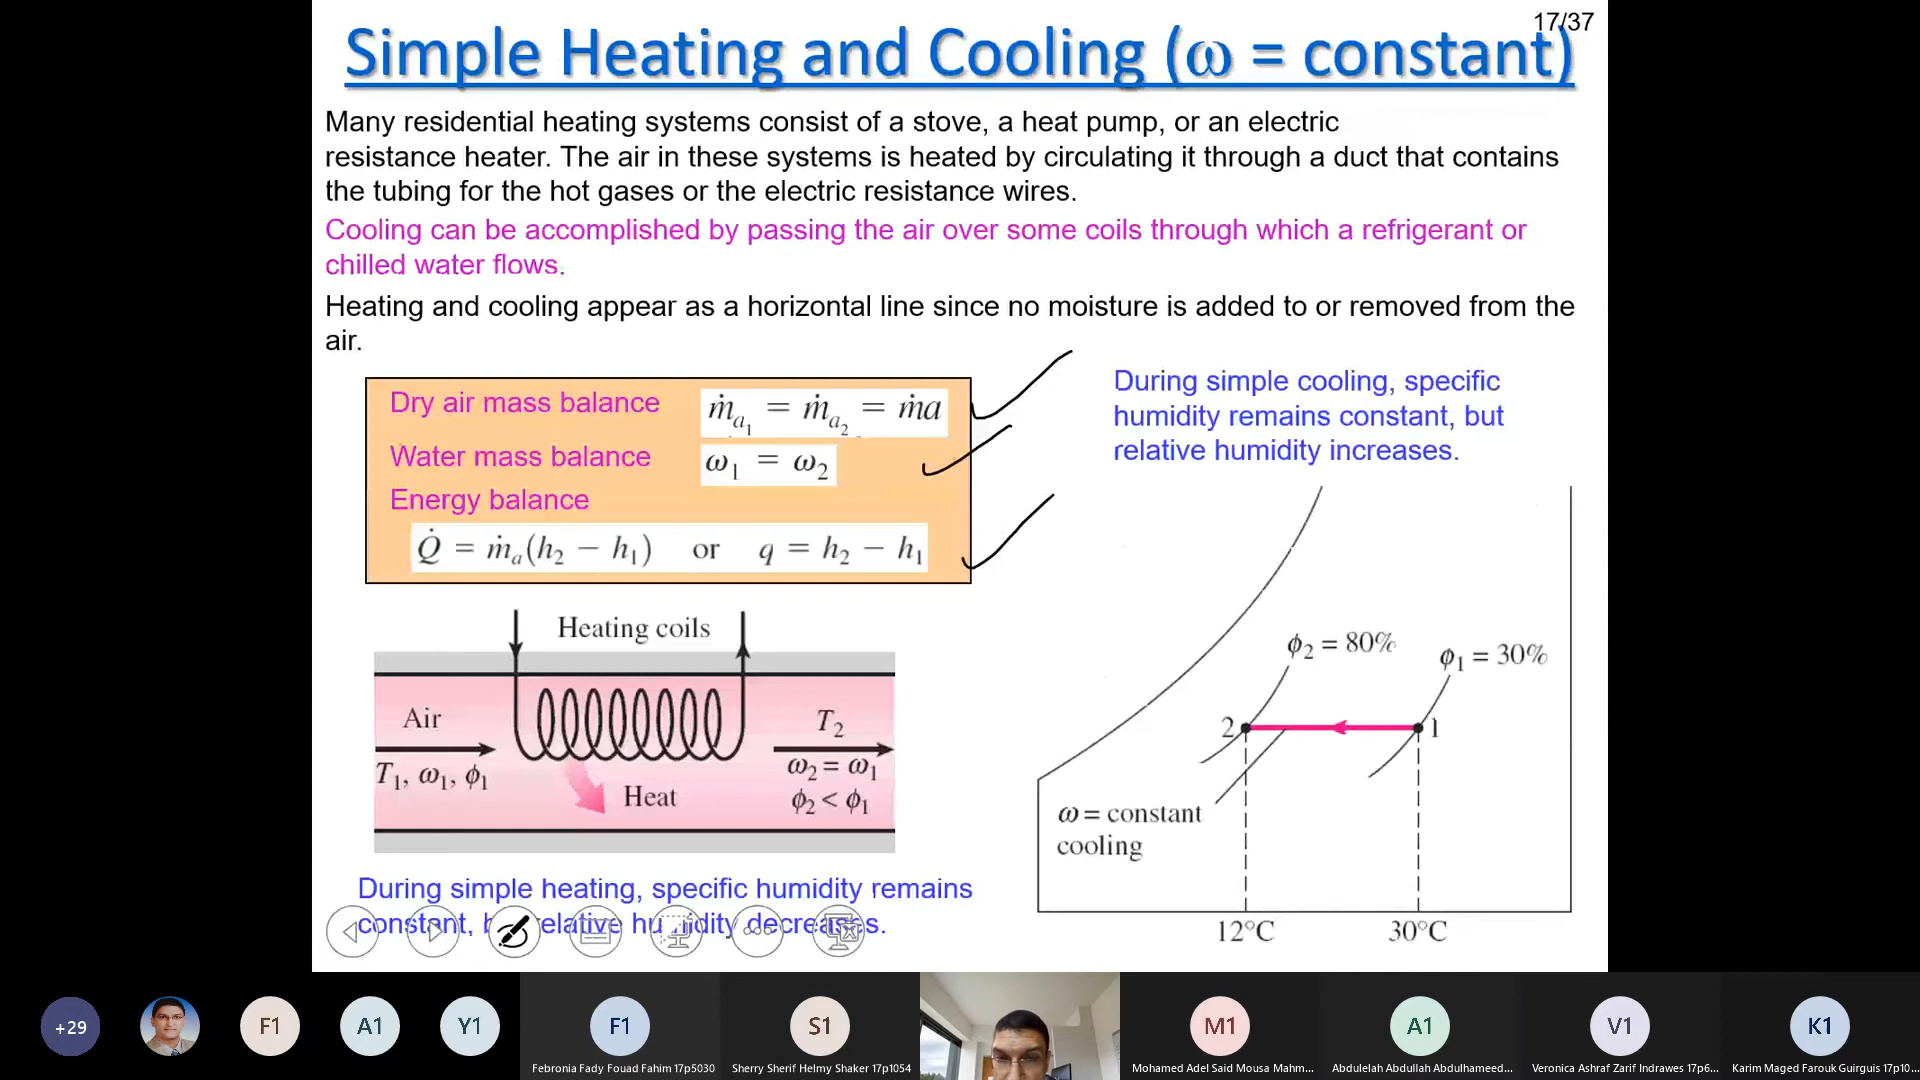 17/37
Simple Heating and Cooling (ω = constant)
Many residential heating systems consist of a stove, a heat pump, or an electric
resistance heater. The air in these systems is heated by circulating it through a duct that contains
the tubing for the hot gases or the electric resistance wires.
Cooling can be accomplished by passing the air over some coils through which a refrigerant or
chilled water flows.
Heating and cooling appear as a horizontal line since no moisture is added to or removed from the
air.
Dry air mass balance ṁa₁ = ṁa₂ = ṁa
Water mass balance ω₁ = ω₂
Energy balance
Q̇ = ṁₐ(h₂ − h₁) or q = h₂ − h₁
During simple cooling, specific
humidity remains constant, but
relative humidity increases.
Heating coils
Air
T₁, ω₁, ϕ₁
Heat
T₂
ω₂ = ω₁
ϕ₂ < ϕ₁
During simple heating, specific humidity remains
constant, relative humidity decreases.
ϕ₂ = 80%
ϕ₁ = 30%
2
1
ω = constant
cooling
12°C
30°C
+29
F1
A1
Y1
F1
Febronia Fady Fouad Fahim 17p5030
S1
Sherry Sherif Helmy Shaker 17p1054
M1
Mohamed Adel Said Mousa Mahm...
A1
Abdulelah Abdullah Abdulhameed...
V1
Veronica Ashraf Zarif Indrawes 17p6...
K1
Karim Maged Farouk Guirguis 17p10...